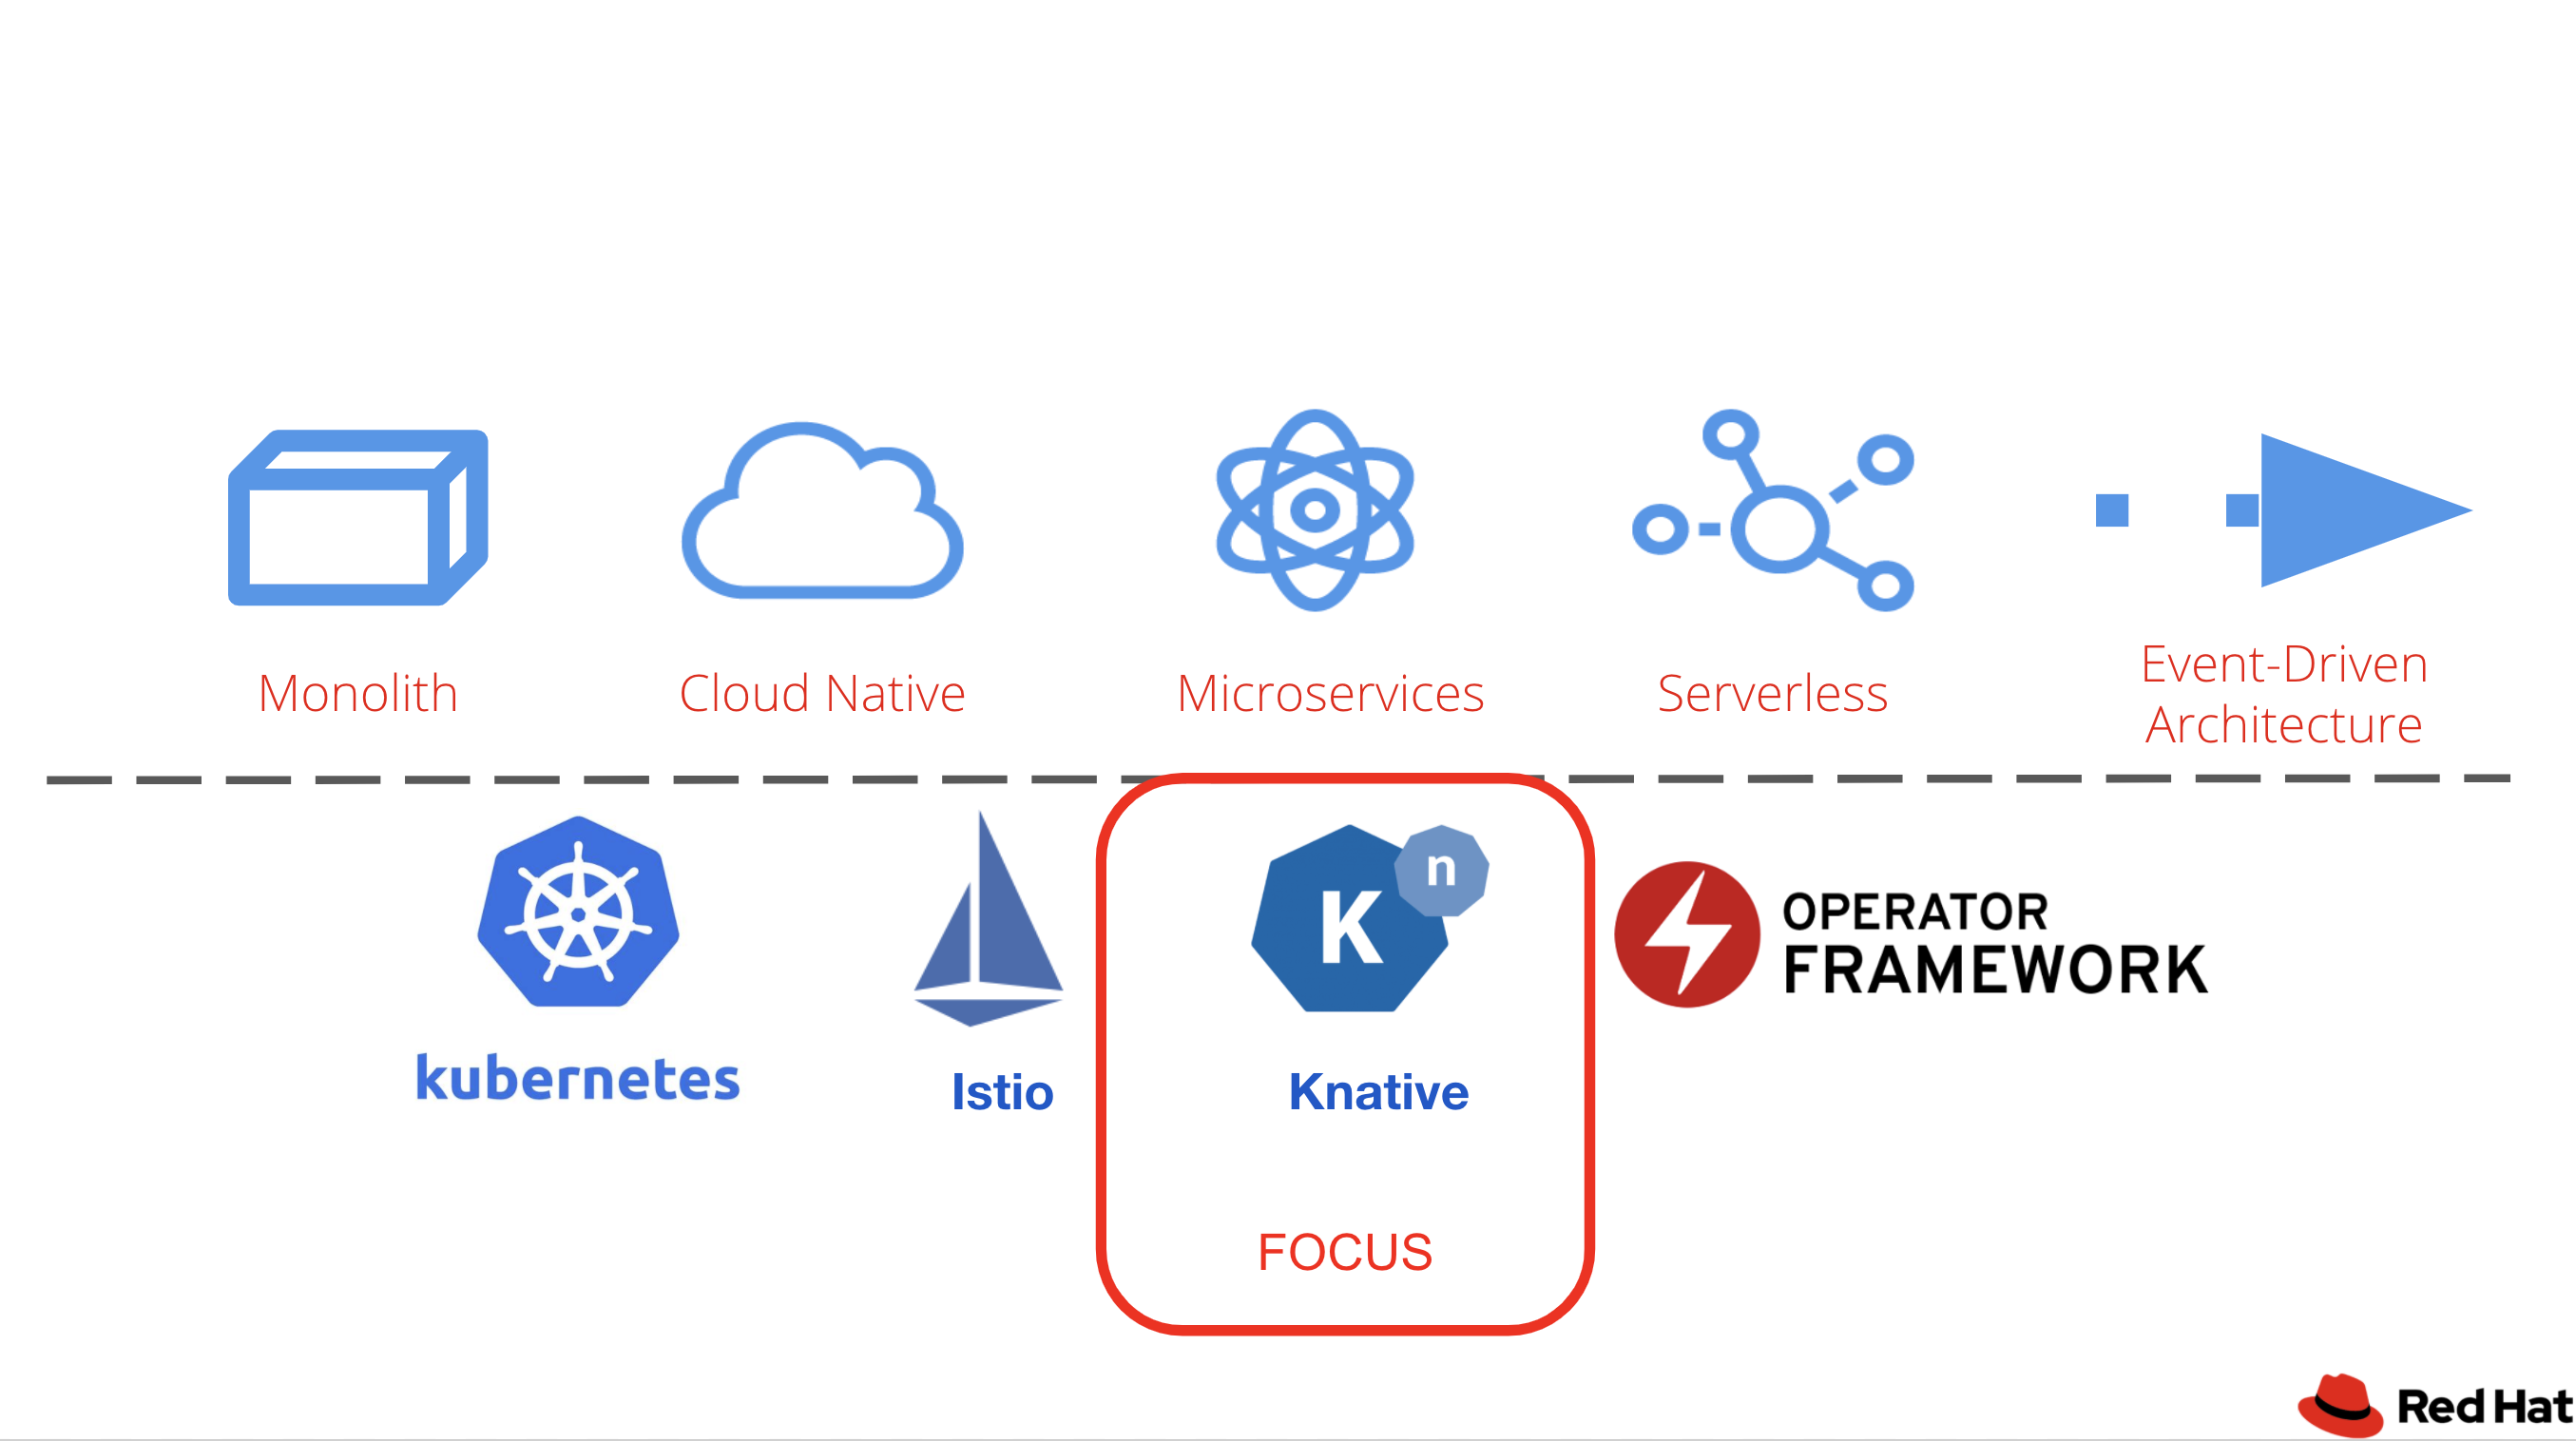 Monolith
Cloud Native
Microservices
Serverless
Event-Driven
Architecture
kubernetes
Istio
K
n
Knative
FOCUS
OPERATOR
FRAMEWORK
Red Hat